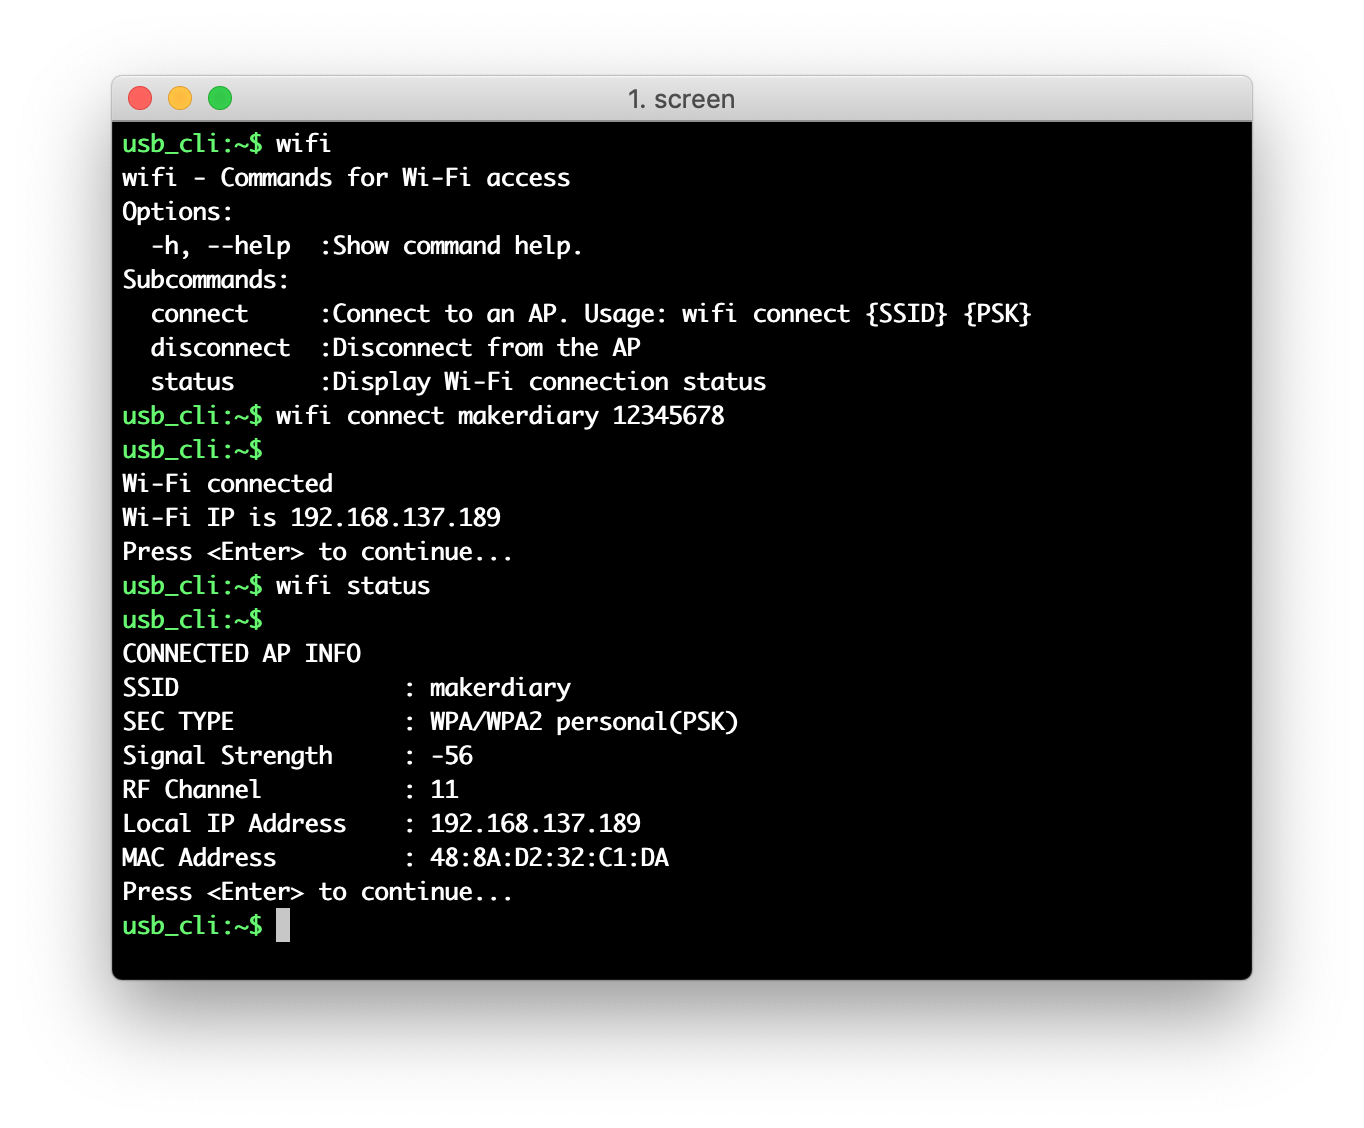 1. screen
usb_cli:~$ wifi
wifi - Commands for Wi-Fi access
Options:
  -h, --help  :Show command help.
Subcommands:
  connect     :Connect to an AP. Usage: wifi connect {SSID} {PSK}
  disconnect  :Disconnect from the AP
  status      :Display Wi-Fi connection status
usb_cli:~$ wifi connect makerdiary 12345678
usb_cli:~$
Wi-Fi connected
Wi-Fi IP is 192.168.137.189
Press <Enter> to continue...
usb_cli:~$ wifi status
usb_cli:~$
CONNECTED AP INFO
SSID                : makerdiary
SEC TYPE            : WPA/WPA2 personal(PSK)
Signal Strength     : -56
RF Channel          : 11
Local IP Address    : 192.168.137.189
MAC Address         : 48:8A:D2:32:C1:DA
Press <Enter> to continue...
usb_cli:~$